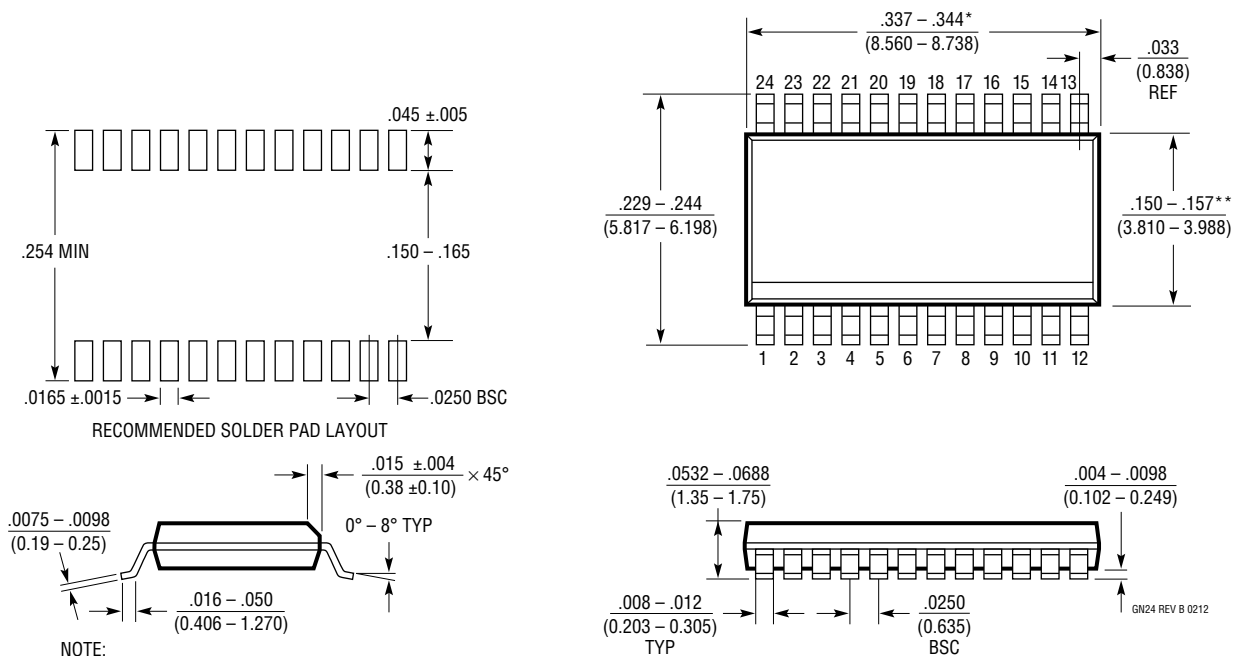 .337 – .344*
(8.560 – 8.738)
.033
(0.838)
REF
24 23 22 21 20 19 18 17 16 15 14 13
.045 ±.005
.254 MIN
.150 – .165
.229 – .244
(5.817 – 6.198)
.150 – .157**
(3.810 – 3.988)
1 2 3 4 5 6 7 8 9 10 11 12
.0165 ±.0015
.0250 BSC
RECOMMENDED SOLDER PAD LAYOUT
.015 ±.004
(0.38 ±0.10)
× 45°
.0075 – .0098
(0.19 – 0.25)
0° – 8° TYP
.016 – .050
(0.406 – 1.270)
NOTE:
.0532 – .0688
(1.35 – 1.75)
.004 – .0098
(0.102 – 0.249)
.008 – .012
(0.203 – 0.305)
TYP
.0250
(0.635)
BSC
GN24 REV B 0212